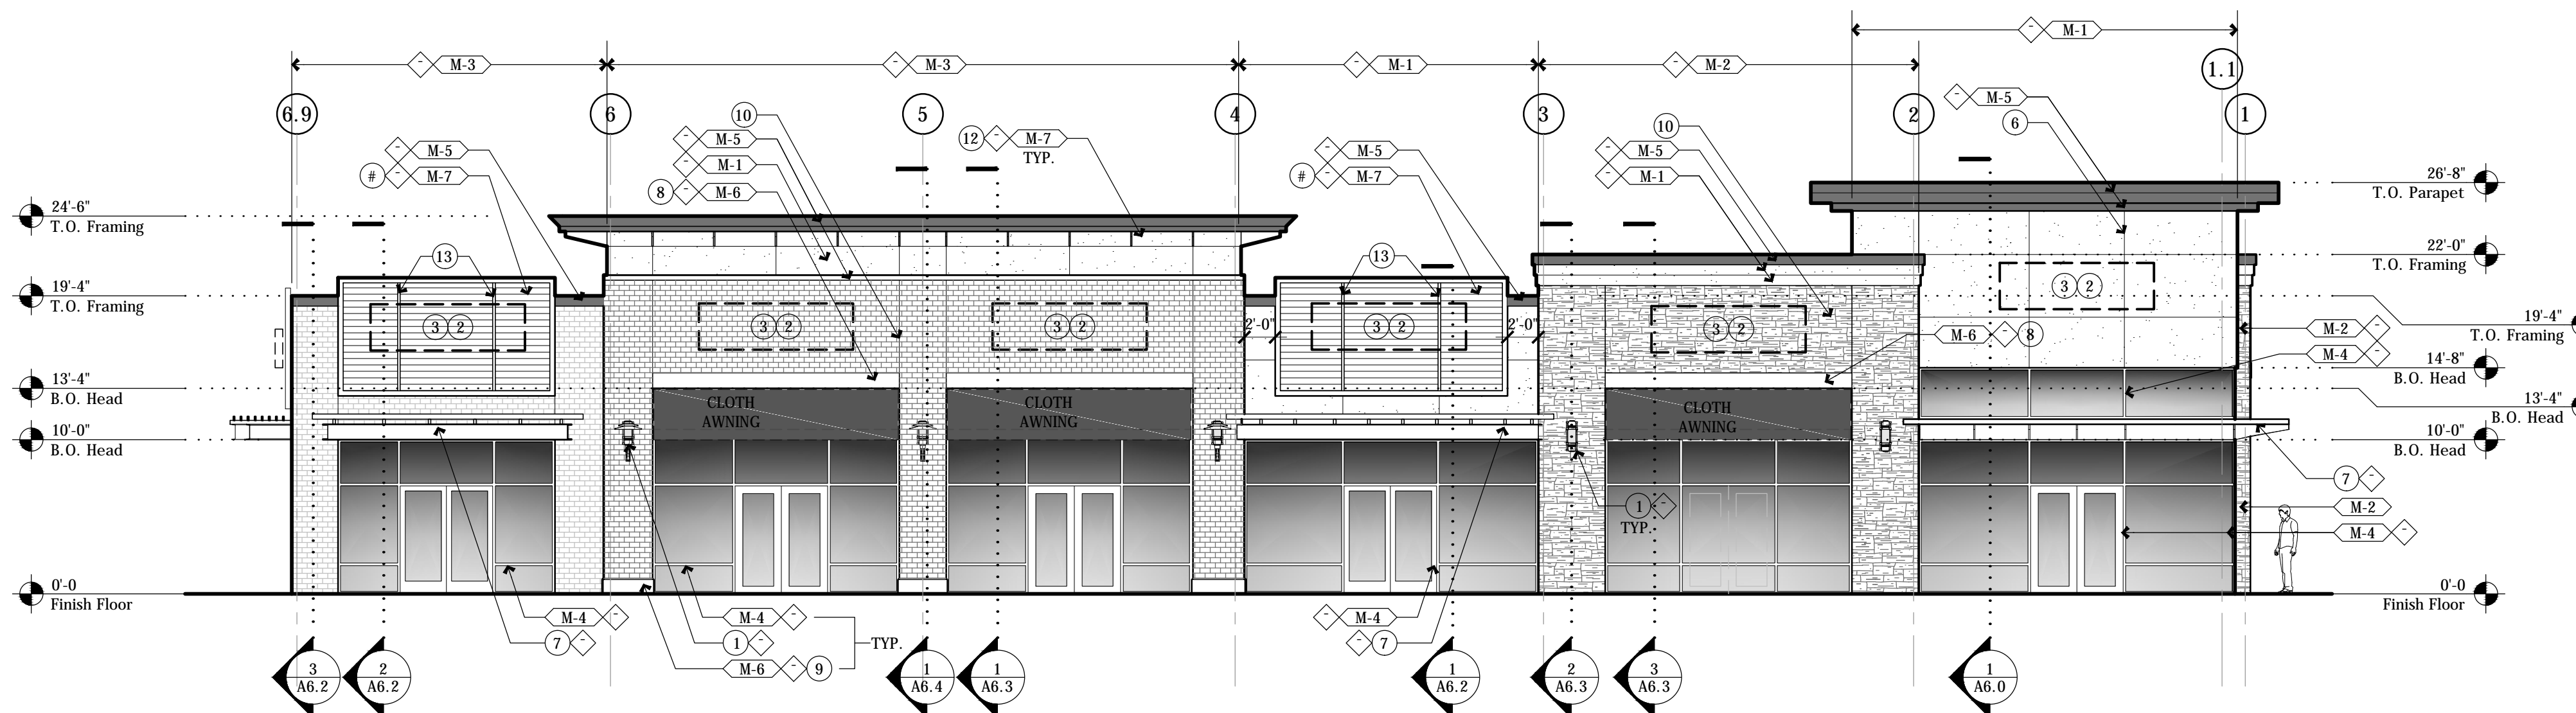 M-1
M-3
M-3
M-1
M-2
6.9
6
5
4
3
2
1.1
1
M-5
# M-7
10
M-5
M-1
8 M-6
12 M-7
TYP.
M-5
# M-7
10
M-5
M-1
M-5
6
24'-6"
T.O. Framing
19'-4"
T.O. Framing
13'-4"
B.O. Head
10'-0"
B.O. Head
0'-0
Finish Floor
13
3 2
3 2
3 2
13
2'-0"
3 2
2'-0"
3 2
3 2
CLOTH
AWNING
CLOTH
AWNING
CLOTH
AWNING
M-6 8
26'-8"
T.O. Parapet
22'-0"
T.O. Framing
19'-4"
T.O. Framing
M-2
M-4
14'-8"
B.O. Head
13'-4"
B.O. Head
10'-0"
B.O. Head
7
M-2
M-4
0'-0
Finish Floor
1
TYP.
M-4
7
M-4
1
M-6 9
TYP.
M-4
7
3
A6.2
2
A6.2
1
A6.4
1
A6.3
1
A6.2
2
A6.3
3
A6.3
1
A6.0